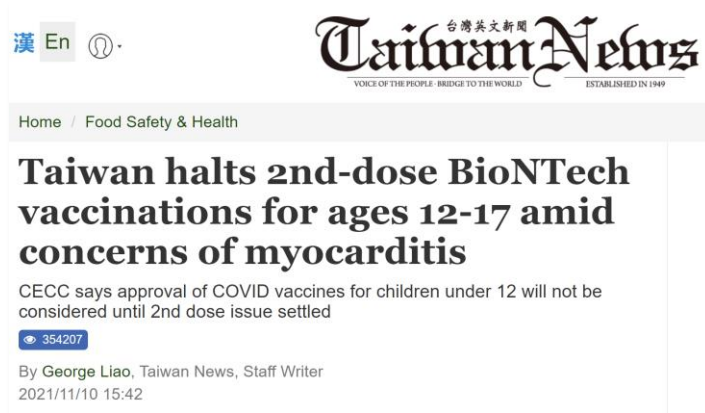 漢 En
台灣英文新聞
Taiwan News
VOICE OF THE PEOPLE · BRIDGE TO THE WORLD ESTABLISHED IN 1949
Home / Food Safety & Health
Taiwan halts 2nd-dose BioNTech
vaccinations for ages 12-17 amid
concerns of myocarditis
CECC says approval of COVID vaccines for children under 12 will not be
considered until 2nd dose issue settled
354207
By George Liao, Taiwan News, Staff Writer
2021/11/10 15:42